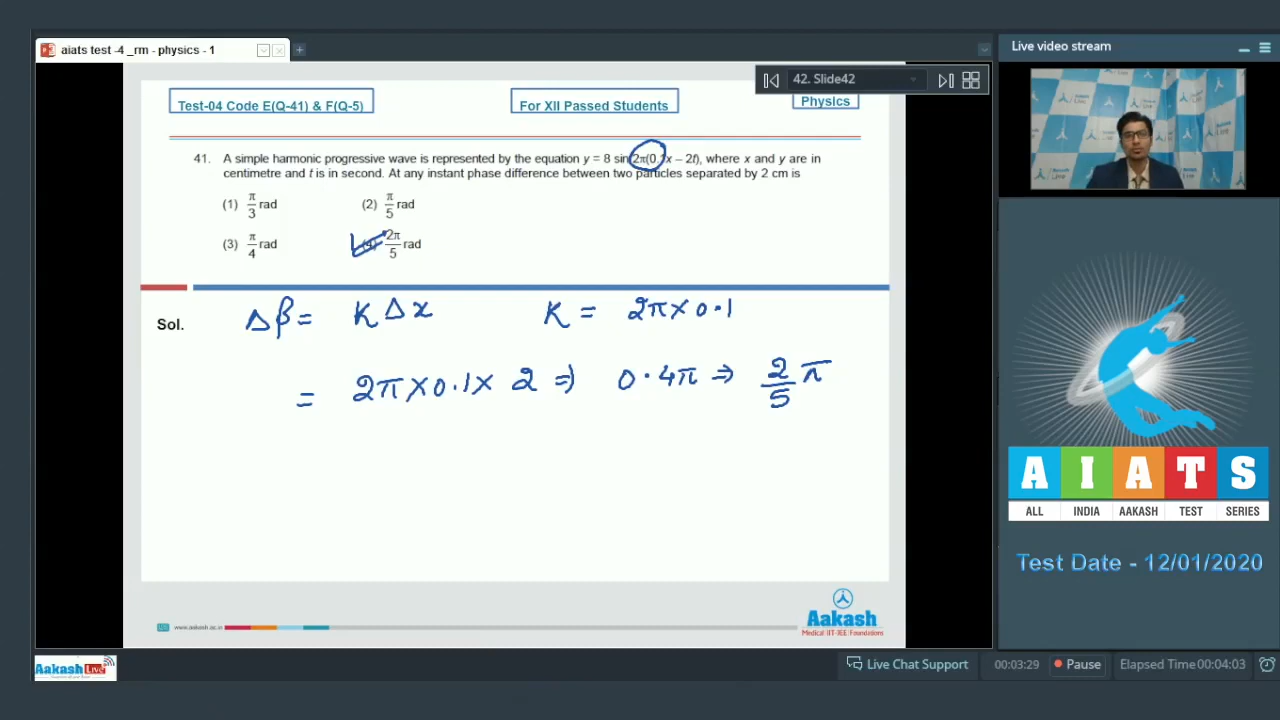 aiats test -4 _rm - physics - 1
Live video stream
42. Slide42
Test-04 Code E(Q-41) & F(Q-5)
For XII Passed Students
Physics
41. A simple harmonic progressive wave is represented by the equation y = 8 sin 2π(0.1x – 2t), where x and y are in
centimetre and t is in second. At any instant phase difference between two particles separated by 2 cm is
(1) π/3 rad
(2) π/5 rad
(3) π/4 rad
(4) 2π/5 rad
Sol.
Δβ = KΔx
K = 2π×0.1
= 2π×0.1×2 ⇒ 0.4π ⇒ 2/5 π
www.aakash.ac.in
Aakash
Medical|IIT-JEE|Foundations
A I A T S
ALL INDIA AAKASH TEST SERIES
Test Date - 12/01/2020
Aakash Live
Live Chat Support
00:03:29
Pause
Elapsed Time 00:04:03